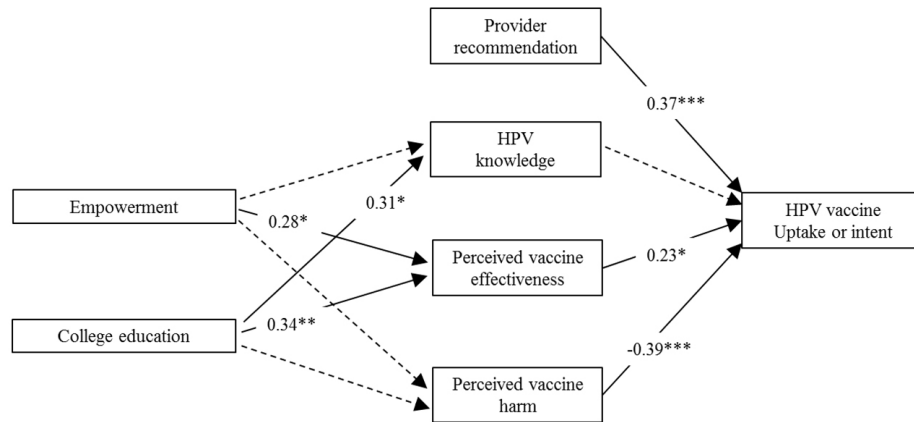 Provider
recommendation
0.37***
HPV
knowledge
Empowerment
0.31*
0.28*
HPV vaccine
Uptake or intent
Perceived vaccine
effectiveness
0.23*
College education
0.34**
-0.39***
Perceived vaccine
harm